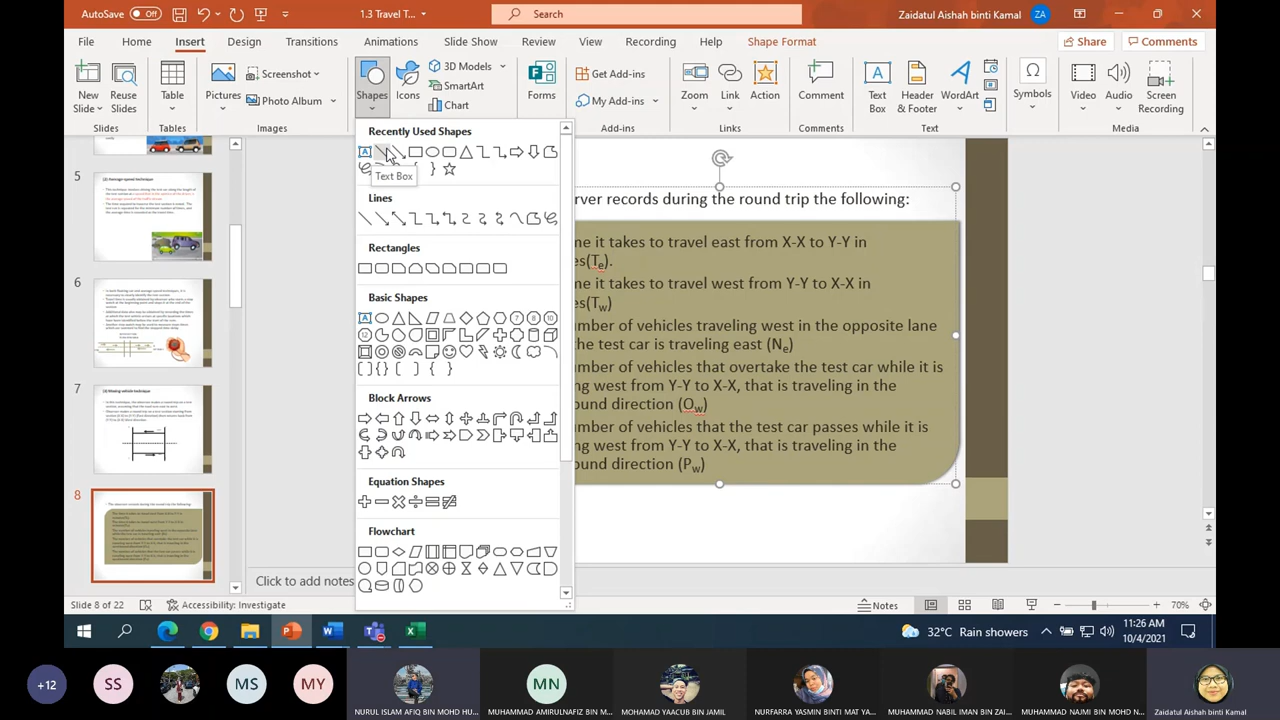 AutoSave Off 1.3 Travel T... Search Zaidatul Aishah binti Kamal ZA
File Home Insert Design Transitions Animations Slide Show Review View Recording Help Shape Format Share Comments
New Slide Reuse Slides Table Pictures Screenshot Photo Album Shapes Icons 3D Models SmartArt Chart Forms Get Add-ins My Add-ins Zoom Link Action Comment Text Box Header & Footer WordArt Symbols Video Audio Screen Recording
Slides Tables Images Add-ins Links Comments Text Media
Recently Used Shapes
Text Box
Lines
Rectangles
Basic Shapes
Block Arrows
Equation Shapes
Flowchart
5
6
7
8
rver records during the round trip the following:
me it takes to travel east from X-X to Y-Y in
es(Te).
me it takes to travel west from Y-Y to X-X in
es(Tw)
umber of vehicles traveling west in the opposite lane
the test car is traveling east (Ne)
umber of vehicles that overtake the test car while it is
ng west from Y-Y to X-X, that is traveling in the
ound direction (Ow)
umber of vehicles that the test car passes while it is
ng west from Y-Y to X-X, that is traveling in the
ound direction (Pw)
Click to add notes
Slide 8 of 22 Accessibility: Investigate Notes 70%
32°C Rain showers 11:26 AM
10/4/2021
+12 SS MS MY MN
NURUL ISLAM AFIQ BIN MOHD HU... MUHAMMAD AMIRULNAFIZ BIN M... MOHAMAD YAACUB BIN JAMIL NURFARRA YASMIN BINTI MAT YA... MUHAMMAD NABIL IMAN BIN ZA... MUHAMMAD NAJMI BIN MOHD N... Zaidatul Aishah binti Kamal